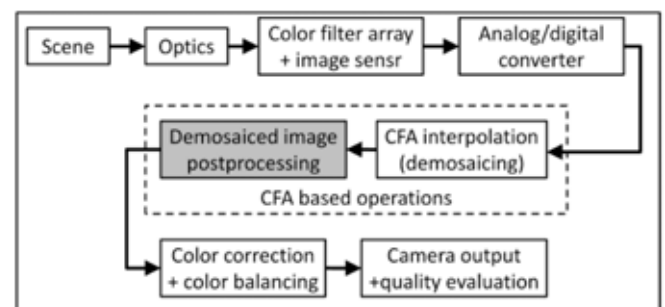 Scene
Optics
Color filter array
+ image sensr
Analog/digital
converter
CFA interpolation
(demosaicing)
Demosaiced image
postprocessing
CFA based operations
Color correction
+ color balancing
Camera output
+quality evaluation